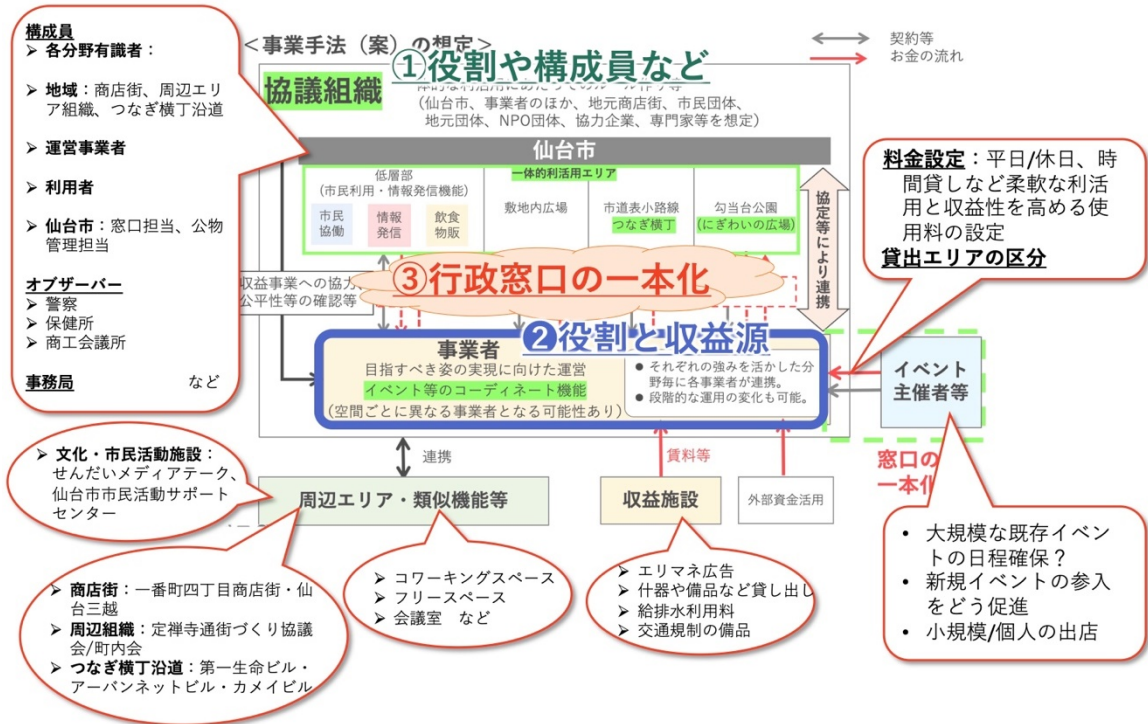 構成員
➢ 各分野有識者：
➢ 地域：商店街、周辺エリ
ア組織、つなぎ横丁沿道
➢ 運営事業者
➢ 利用者
➢ 仙台市：窓口担当、公物
管理担当
オブザーバー
➢ 警察
➢ 保健所
➢ 商工会議所
事務局 など
＜事業手法（案）の想定＞
契約等
お金の流れ
①役割や構成員など
協議組織
体的な利活用にあたってのルール作り等
(仙台市、事業者のほか、地元商店街、市民団体、
地元団体、NPO団体、協力企業、専門家等を想定)
仙台市
低層部
(市民利用・情報発信機能)
一体的利活用エリア
市民
協働
情報
発信
飲食
物販
敷地内広場
市道表小路線
つなぎ横丁
勾当台公園
(にぎわいの広場)
協定等により連携
③行政窓口の一本化
収益事業への協力、
公平性等の確認等
❷役割と収益源
事業者
目指すべき姿の実現に向けた運営
イベント等のコーディネート機能
(空間ごとに異なる事業者となる可能性あり)
● それぞれの強みを活かした分
野毎に各事業者が連携。
● 段階的な運用の変化も可能。
料金設定：平日/休日、時
間貸しなど柔軟な利活
用と収益性を高める使
用料の設定
貸出エリアの区分
イベント
主催者等
窓口の
一本化
連携
賃料等
周辺エリア・類似機能等
収益施設
外部資金活用
➢ 文化・市民活動施設：
せんだいメディアテーク、
仙台市市民活動サポート
センター
➢ 商店街：一番町四丁目商店街・仙
台三越
➢ 周辺組織：定禅寺通街づくり協議
会/町内会
➢ つなぎ横丁沿道：第一生命ビル・
アーバンネットビル・カメイビル
➢ コワーキングスペース
➢ フリースペース
➢ 会議室 など
➢ エリマネ広告
➢ 什器や備品など貸し出し
➢ 給排水利用料
➢ 交通規制の備品
• 大規模な既存イベン
トの日程確保？
• 新規イベントの参入
をどう促進
• 小規模/個人の出店